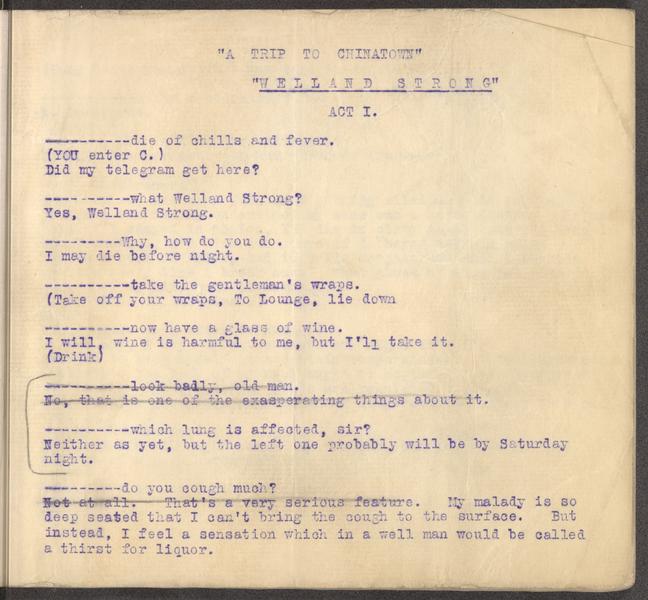 "A TRIP TO CHINATOWN"
"WELLAND STRONG"
ACT I.
----------die of chills and fever.
(YOU enter C.)
Did my telegram get here?
----------what Welland Strong?
Yes, Welland Strong.
---------Why, how do you do.
I may die before night.
----------take the gentleman's wraps.
(Take off your wraps, To Lounge, lie down
----------now have a glass of wine.
I will, wine is harmful to me, but I'll take it.
(Drink)
----------look badly, old man.
No, that is one of the exasperating things about it.
----------which lung is affected, sir?
Neither as yet, but the left one probably will be by Saturday
night.
---------do you cough much?
Not at all. That's a very serious feature. My malady is so
deep seated that I can't bring the cough to the surface. But
instead, I feel a sensation which in a well man would be called
a thirst for liquor.